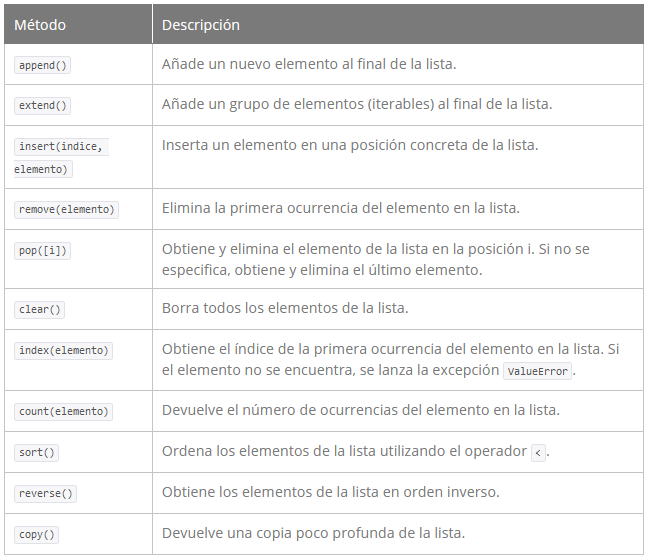 Método Descripción
append() Añade un nuevo elemento al final de la lista.
extend() Añade un grupo de elementos (iterables) al final de la lista.
insert(indice, Inserta un elemento en una posición concreta de la lista.
elemento)
remove(elemento) Elimina la primera ocurrencia del elemento en la lista.
pop([i]) Obtiene y elimina el elemento de la lista en la posición i. Si no se
especifica, obtiene y elimina el último elemento.
clear() Borra todos los elementos de la lista.
index(elemento) Obtiene el índice de la primera ocurrencia del elemento en la lista. Si
el elemento no se encuentra, se lanza la excepción ValueError.
count(elemento) Devuelve el número de ocurrencias del elemento en la lista.
sort() Ordena los elementos de la lista utilizando el operador <.
reverse() Obtiene los elementos de la lista en orden inverso.
copy() Devuelve una copia poco profunda de la lista.